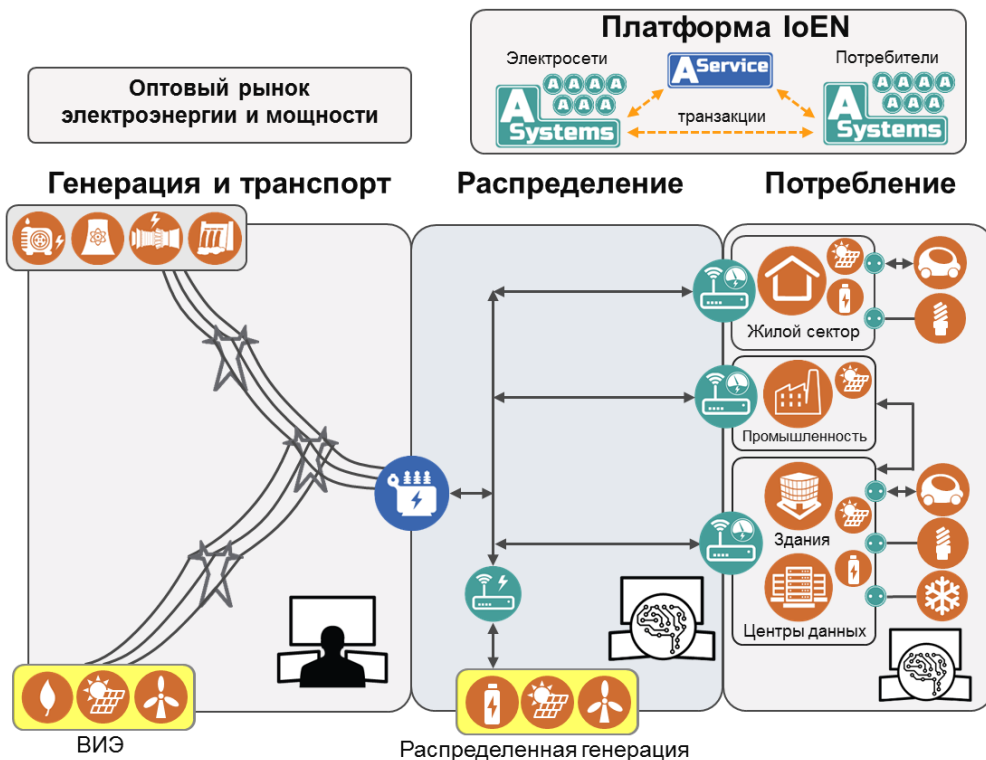 Платформа IoEN
Электросети
Потребители
A Service
A A A A
A A A
A Systems
транзакции
A A A A
A A A
A Systems
Оптовый рынок
электроэнергии и мощности
Генерация и транспорт
Распределение
Потребление
Жилой сектор
Промышленность
Здания
Центры данных
ВИЭ
Распределенная генерация